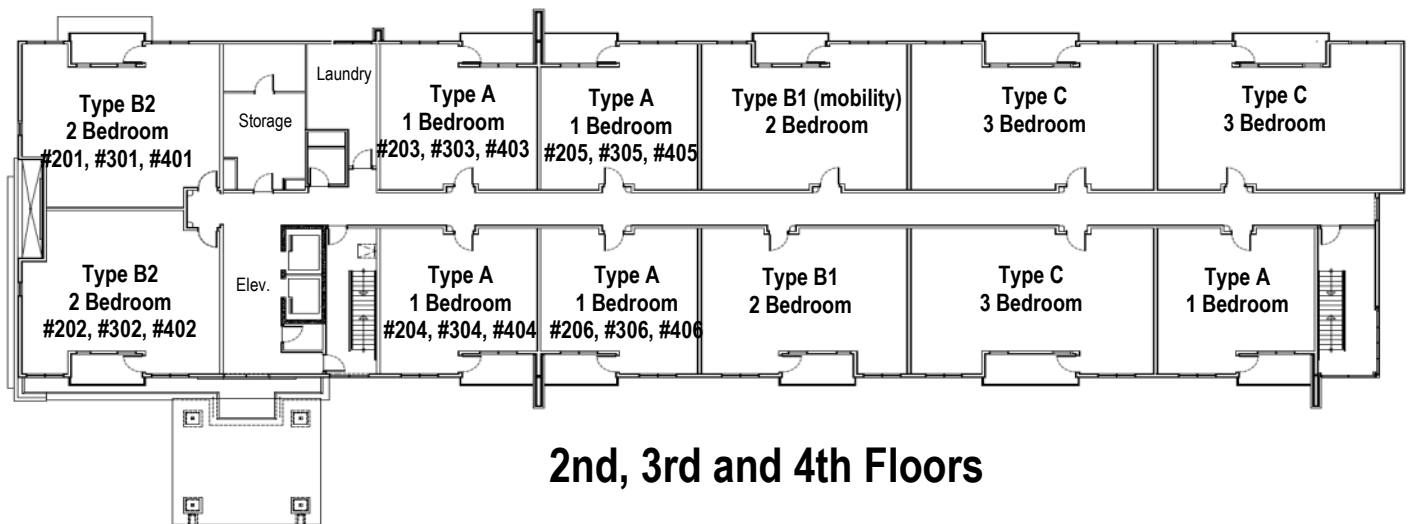 Type B2
2 Bedroom
#201, #301, #401
Storage
Laundry
Type A
1 Bedroom
#203, #303, #403
Type A
1 Bedroom
#205, #305, #405
Type B1 (mobility)
2 Bedroom
Type C
3 Bedroom
Type C
3 Bedroom
Type B2
2 Bedroom
#202, #302, #402
Elev.
Type A
1 Bedroom
#204, #304, #404
Type A
1 Bedroom
#206, #306, #406
Type B1
2 Bedroom
Type C
3 Bedroom
Type A
1 Bedroom
2nd, 3rd and 4th Floors